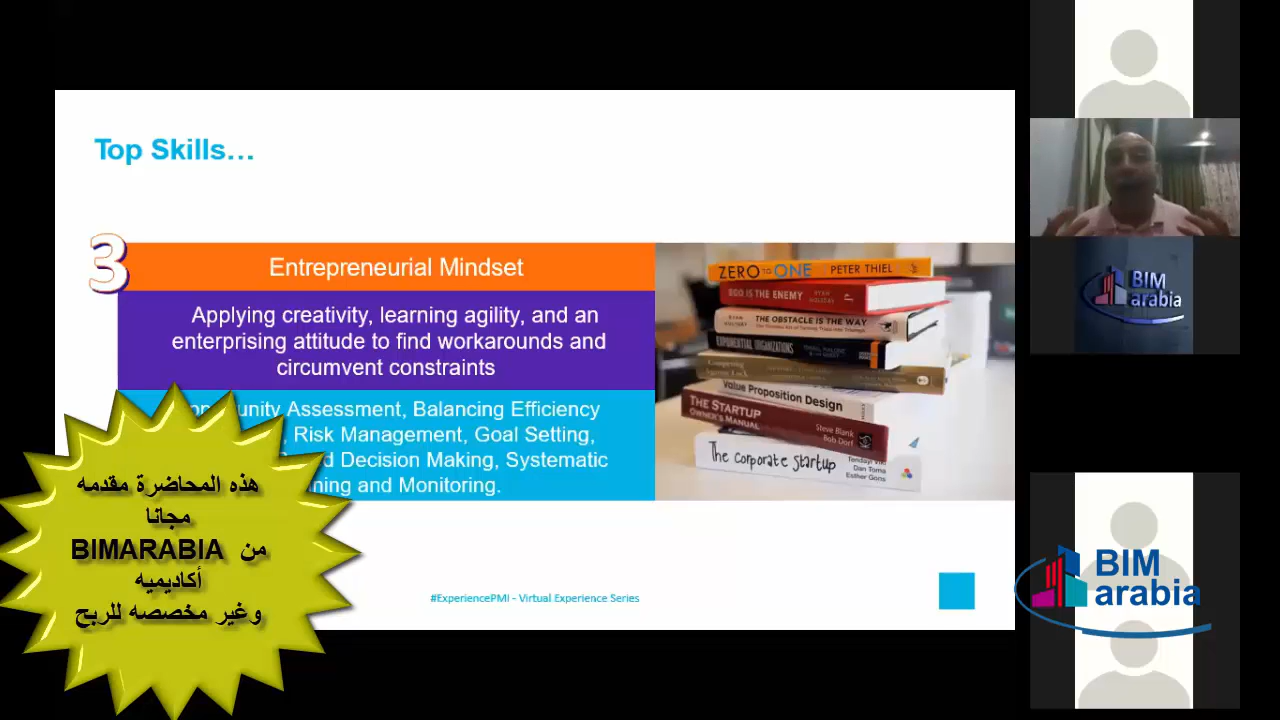 Top Skills…
3
Entrepreneurial Mindset
Applying creativity, learning agility, and an
enterprising attitude to find workarounds and
circumvent constraints
Assessment, Balancing Efficiency
Risk Management, Goal Setting,
Decision Making, Systematic
and Monitoring.
ZERO TO ONE PETER THIEL
EGO IS THE ENEMY
THE OBSTACLE IS THE WAY
EXPONENTIAL ORGANIZATIONS
Value Proposition Design
THE STARTUP
OWNER'S MANUAL
Steve Blank
Bob Dorf
The corporate startup
Dan Toma
Esther Gons
#ExperiencePMI - Virtual Experience Series
هذه المحاضرة مقدمه
مجانا
من BIMARABIA
أكاديميه
وغير مخصصه للربح
BIM
arabia
BIM
arabia